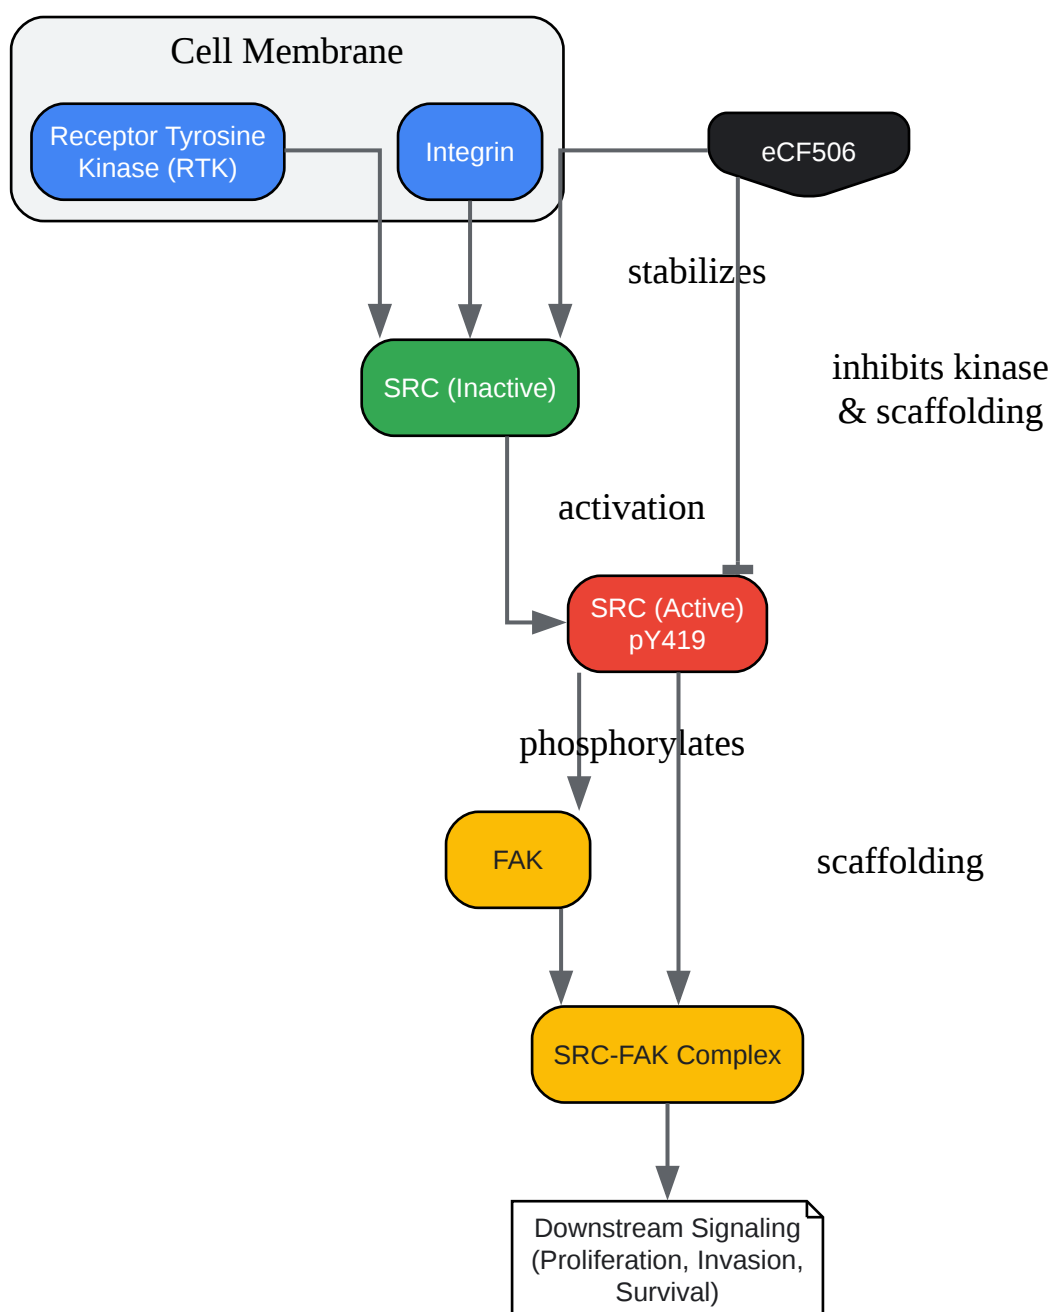 Cell Membrane
Receptor Tyrosine
Kinase (RTK)
Integrin
eCF506
stabilizes
inhibits kinase
& scaffolding
SRC (Inactive)
activation
SRC (Active)
pY419
phosphorylates
FAK
scaffolding
SRC-FAK Complex
Downstream Signaling
(Proliferation, Invasion,
Survival)